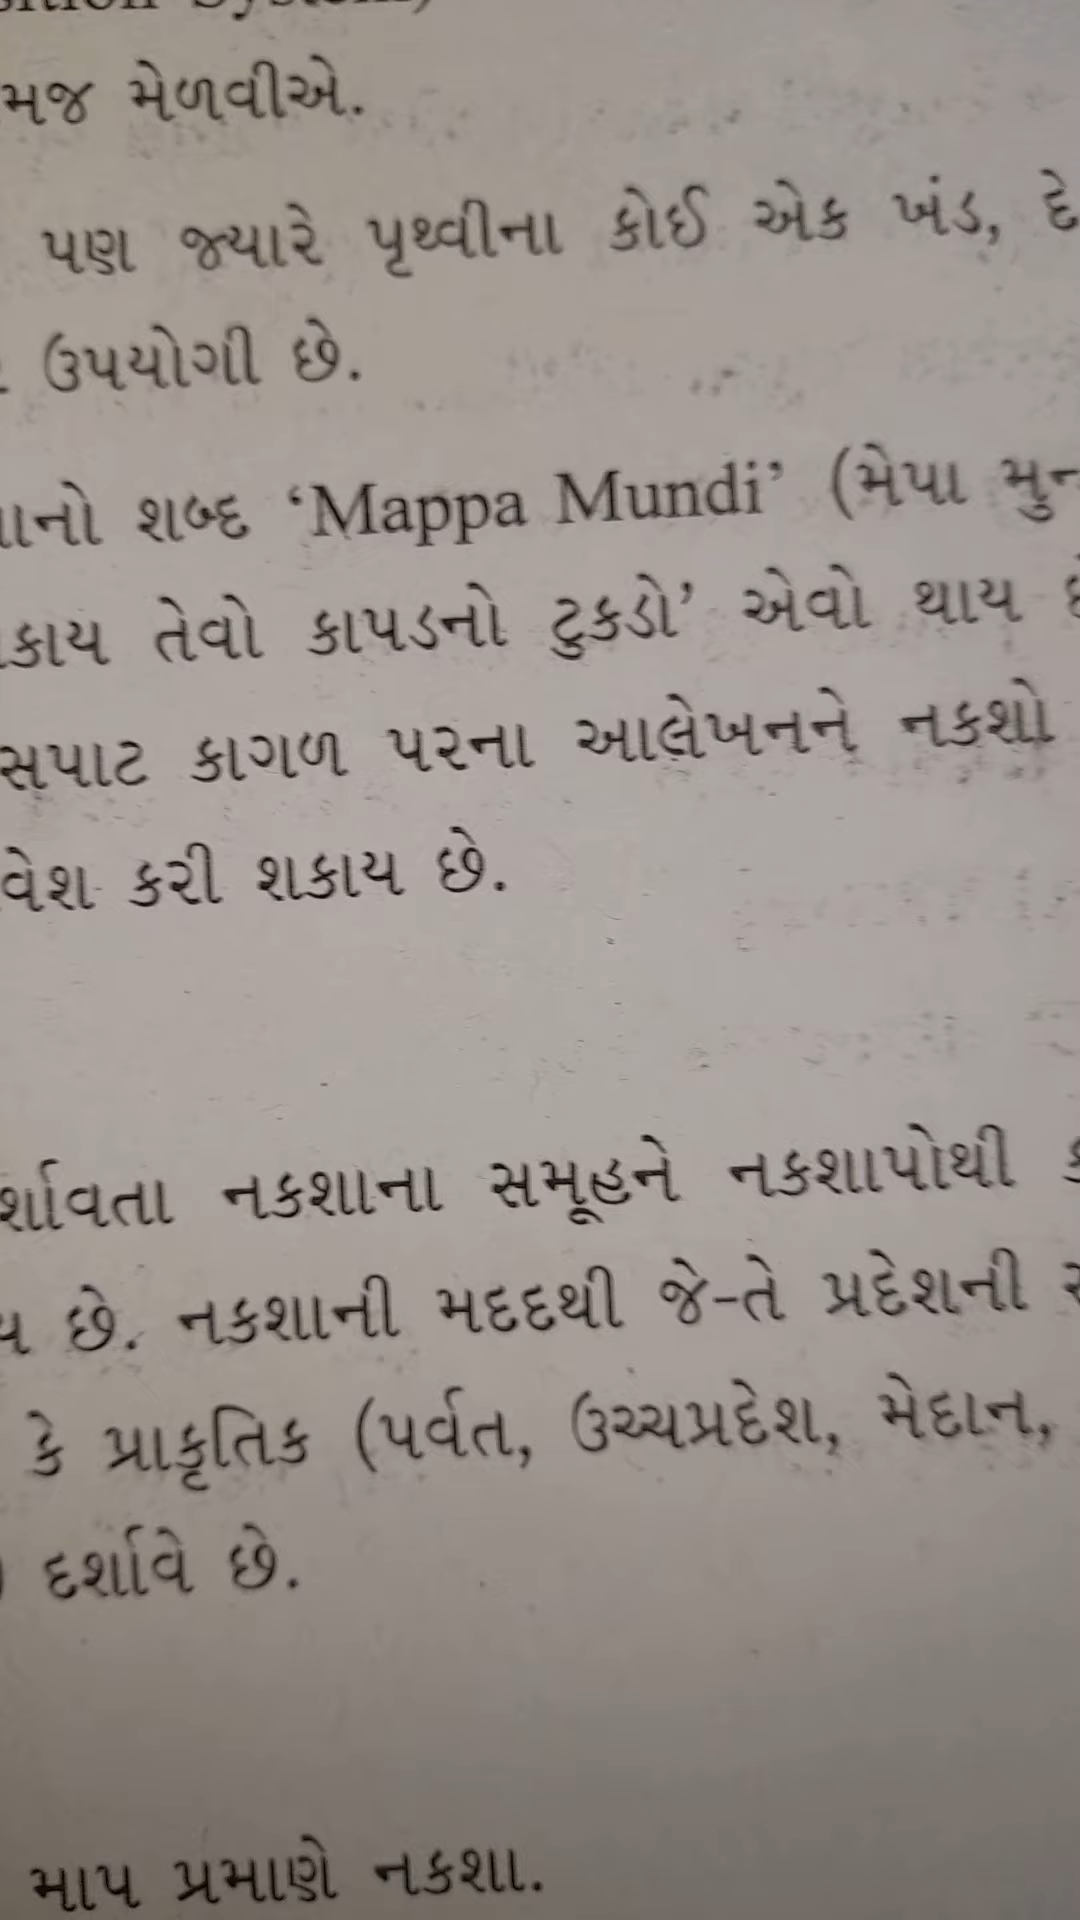 મજ મેળવીએ.
પણ જ્યારે પૃથ્વીના કોઈ એક ખંડ,
ઉપયોગી છે.
શબ્દ ‘Mappa Mundi’ (મેપા
તેવો કાપડનો ટુકડો’ એવો થાય
સપાટ કાગળ પરના આલેખનને નકશો
વેશ કરી શકાય છે.
ર્શાવતા નકશાના સમૂહને નકશાપોથી
છે. નકશાની મદદથી જે-તે પ્રદેશની
કે પ્રાકૃતિક (પર્વત, ઉચ્ચપ્રદેશ, મેદાન,
દર્શાવે છે.
માપ પ્રમાણે નકશા.